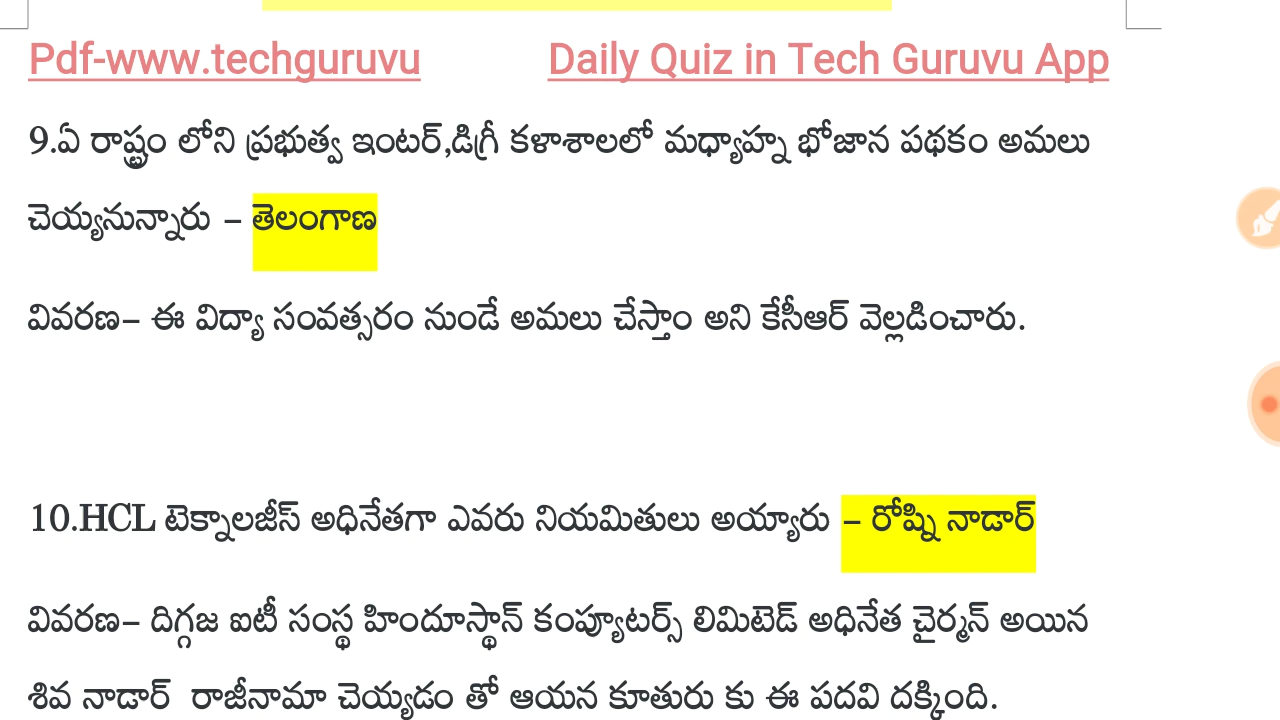 Pdf-www.techguruvu Daily Quiz in Tech Guruvu App
9.ఏ రాష్ట్రం లోని ప్రభుత్వ ఇంటర్,డిగ్రీ కళాశాలలో మధ్యాహ్న భోజాన పథకం అమలు
చెయ్యనున్నారు – తెలంగాణ
వివరణ– ఈ విద్యా సంవత్సరం నుండే అమలు చేస్తాం అని కేసీఆర్ వెల్లడించారు.
10.HCL టెక్నాలజీస్ అధినేతగా ఎవరు నియమితులు అయ్యారు – రోష్ని నాడార్
వివరణ– దిగ్గజ ఐటీ సంస్థ హిందూస్థాన్ కంప్యూటర్స్ లిమిటెడ్ అధినేత చైర్మన్ అయిన
శివ నాడార్ రాజీనామా చెయ్యడం తో ఆయన కూతురు కు ఈ పదవి దక్కింది.